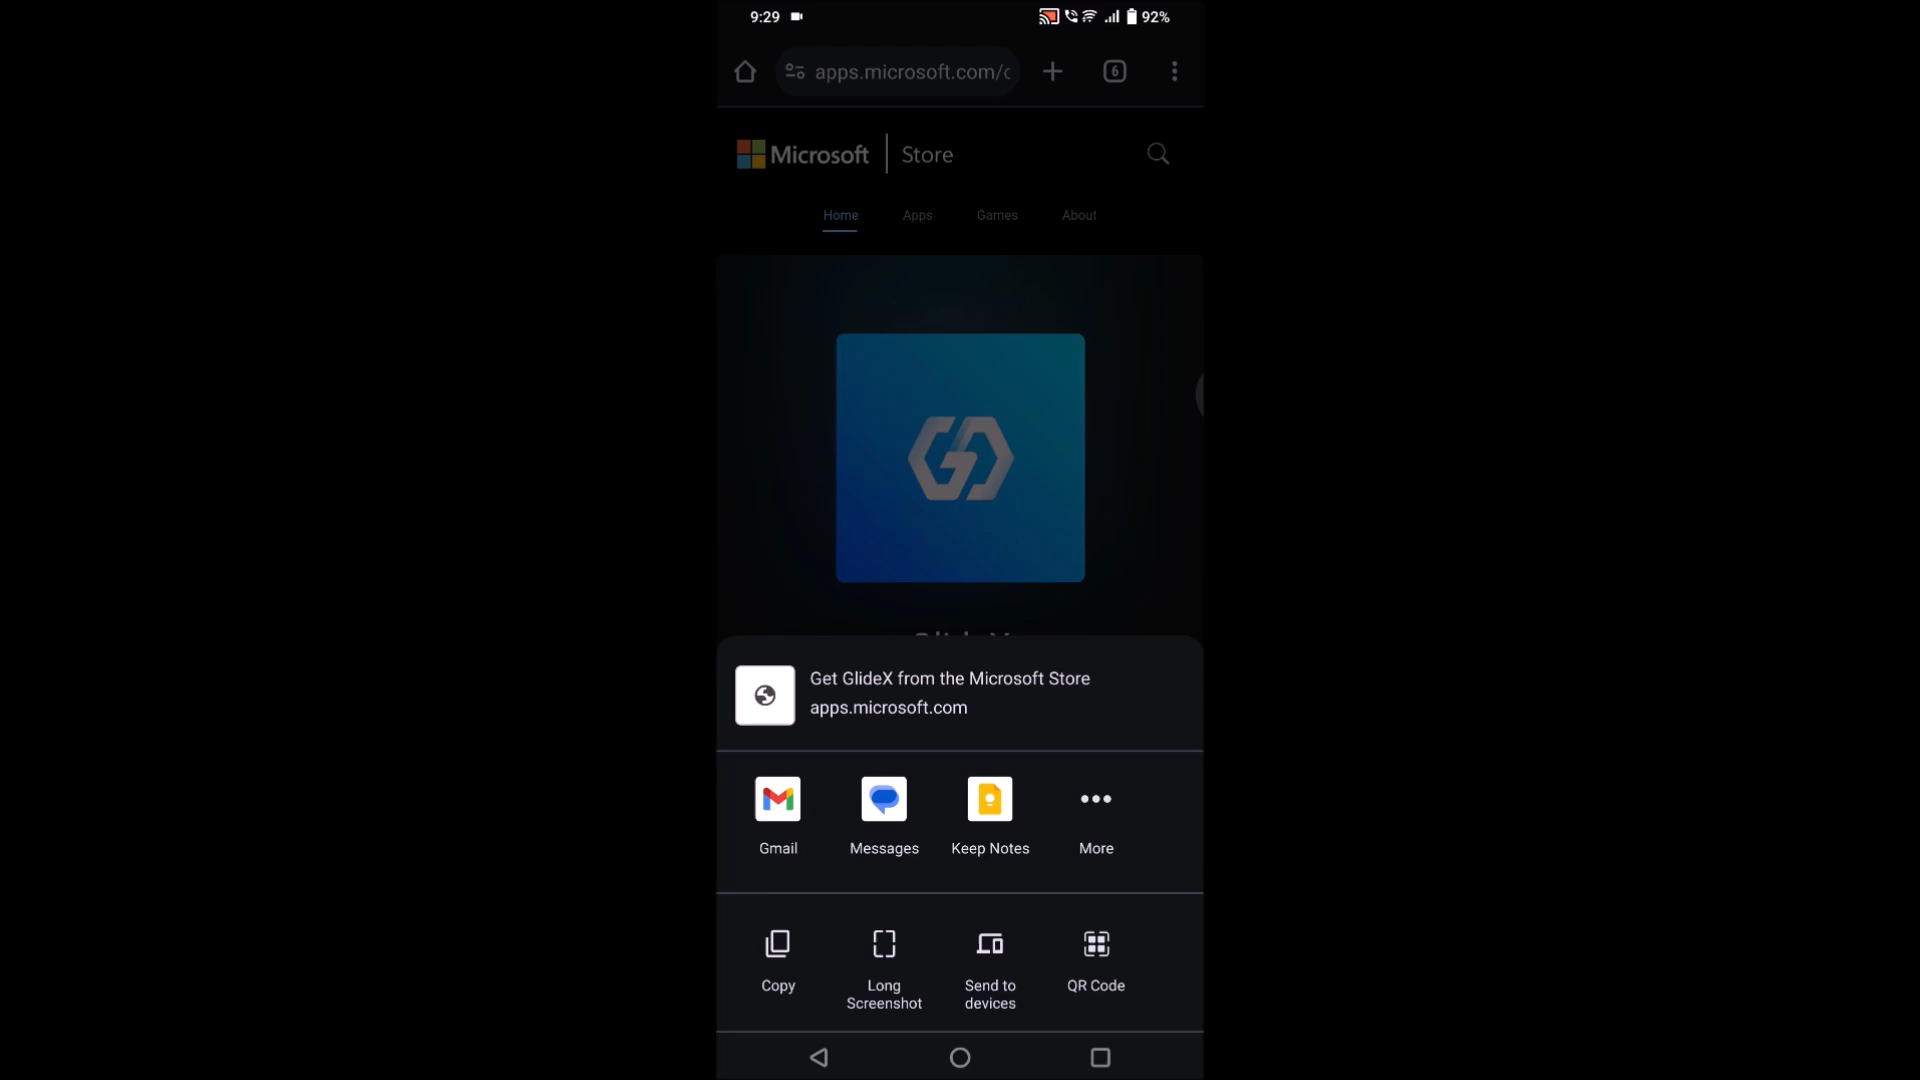 9:29
92%
apps.microsoft.com/c
6
Microsoft
Store
Home
Apps
Games
About
Get GlideX from the Microsoft Store
apps.microsoft.com
Gmail
Messages
Keep Notes
More
Copy
Long
Screenshot
Send to
devices
QR Code